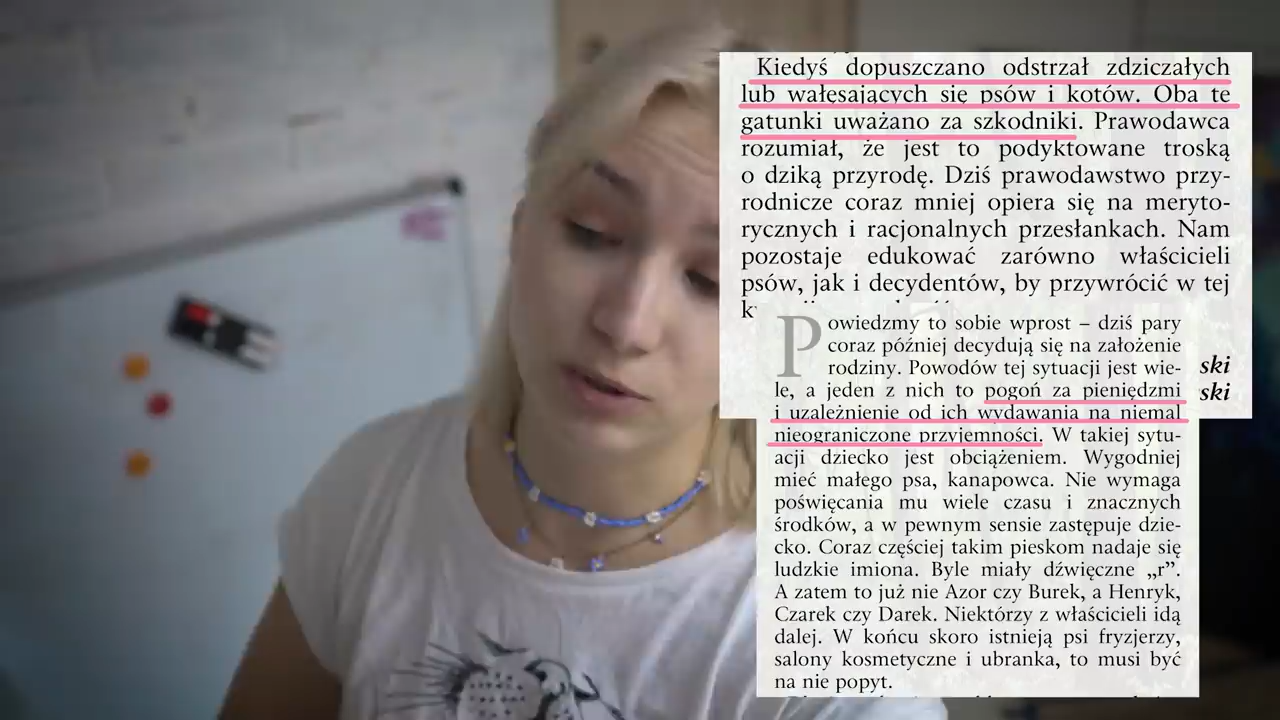 Kiedyś dopuszczano odstrzał zdziczałych
lub wałęsających się psów i kotów. Oba te
gatunki uważano za szkodniki. Prawodawca
rozumiał, że jest to podyktowane troską
o dziką przyrodę. Dziś prawodawstwo przy-
rodnicze coraz mniej opiera się na meryto-
rycznych i racjonalnych przesłankach. Nam
pozostaje edukować zarówno właścicieli
psów, jak i decydentów, by przywrócić w tej
ski
ski
Powiedzmy to sobie wprost – dziś pary
coraz później decydują się na założenie
rodziny. Powodów tej sytuacji jest wie-
le, a jeden z nich to pogoń za pieniędzmi
i uzależnienie od ich wydawania na niemal
nieograniczone przyjemności. W takiej sytu-
acji dziecko jest obciążeniem. Wygodniej
mieć małego psa, kanapowca. Nie wymaga
poświęcania mu wiele czasu i znacznych
środków, a w pewnym sensie zastępuje dzie-
cko. Coraz częściej takim pieskom nadaje się
ludzkie imiona. Byle miały dźwięczne „r”.
A zatem to już nie Azor czy Burek, a Henryk,
Czarek czy Darek. Niektórzy z właścicieli idą
dalej. W końcu skoro istnieją psi fryzjerzy,
salony kosmetyczne i ubranka, to musi być
na nie popyt.